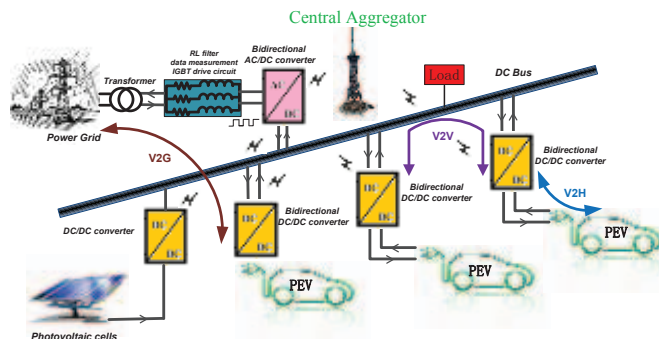 Central Aggregator
RL filter
data measurement
IGBT drive circuit
Bidirectional
AC/DC converter
Transformer
Load
DC Bus
Power Grid
AC
DC
V2G
V2V
Bidirectional
DC/DC converter
V2H
DC/DC converter
DC
DC
Bidirectional
DC/DC converter
DC
DC
Bidirectional
DC/DC converter
DC
DC
DC
DC
PEV
PEV
PEV
Photovoltaic cells